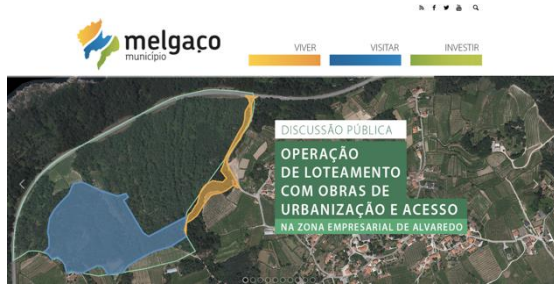 melgaço
município
VIVER
VISITAR
INVESTIR
DISCUSSÃO PÚBLICA
OPERAÇÃO
DE LOTEAMENTO
COM OBRAS DE
URBANIZAÇÃO E ACESSO
NA ZONA EMPRESARIAL DE ALVAREDO